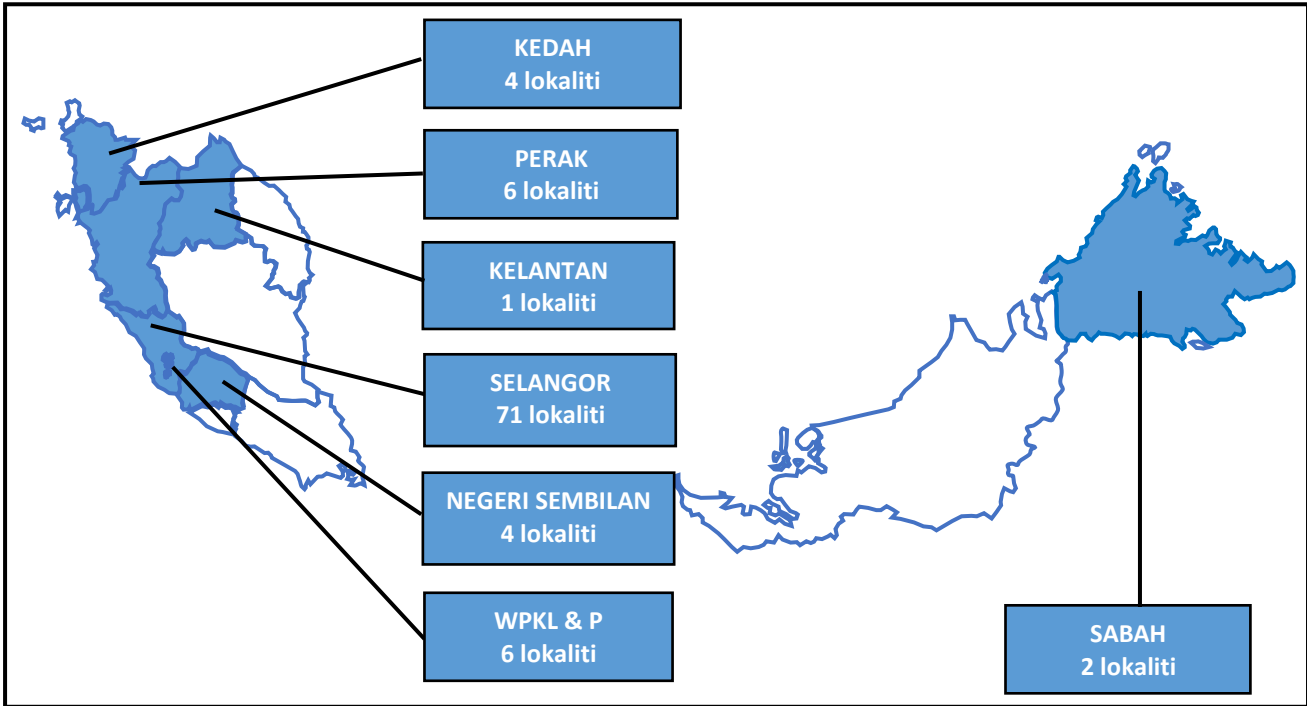 KEDAH
4 lokaliti
PERAK
6 lokaliti
KELANTAN
1 lokaliti
SELANGOR
71 lokaliti
NEGERI SEMBILAN
4 lokaliti
WPKL & P
6 lokaliti
SABAH
2 lokaliti